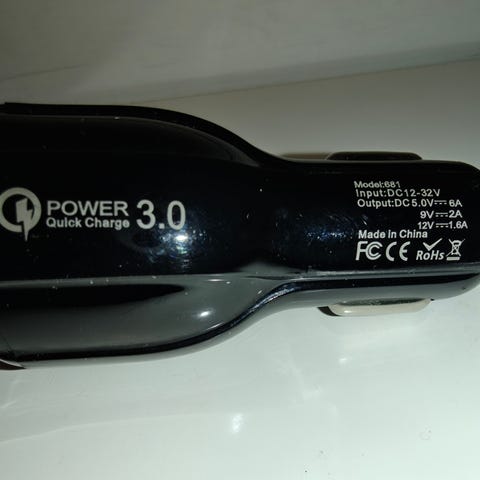 POWER
Quick Charge 3.0
Model:681
Input:DC12-32V
Output:DC5.0V⎓6A
9V⎓2A
12V⎓1.6A
Made in China
FC CE RoHS